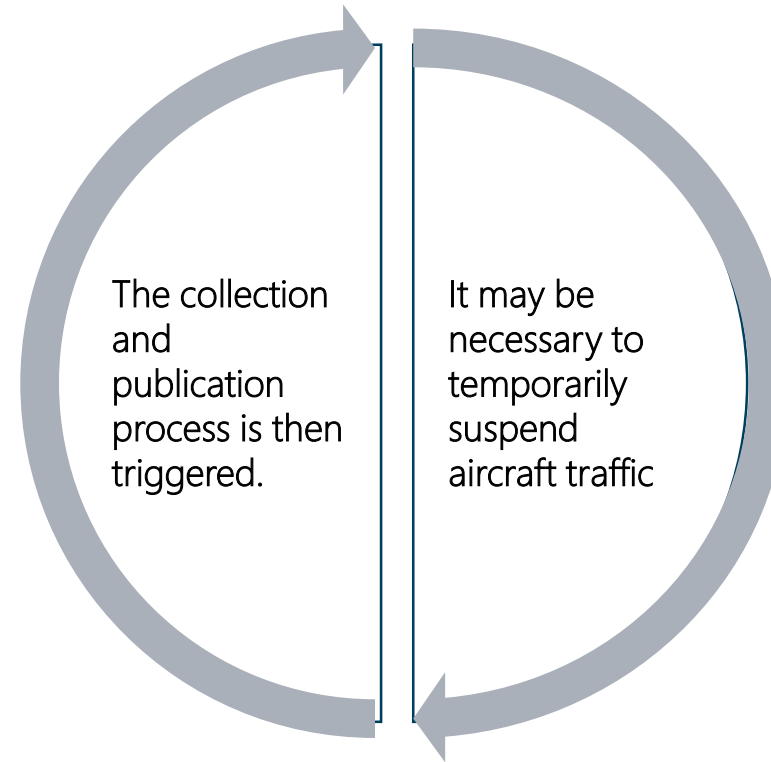 The collection
and
publication
process is then
triggered.
It may be
necessary to
temporarily
suspend
aircraft traffic